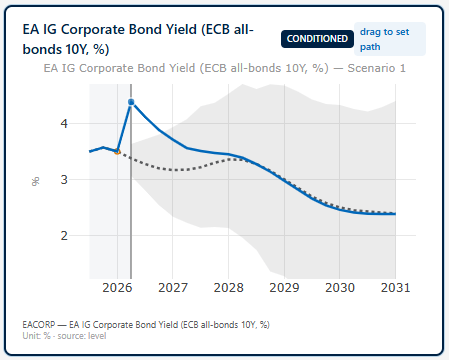 EA IG Corporate Bond Yield (ECB all-
bonds 10Y, %)
CONDITIONED
drag to set
path
EA IG Corporate Bond Yield (ECB all-bonds 10Y, %) — Scenario 1
4
3
2
%
2026 2027 2028 2029 2030 2031
EACORP — EA IG Corporate Bond Yield (ECB all-bonds 10Y, %)
Unit: % · source: level